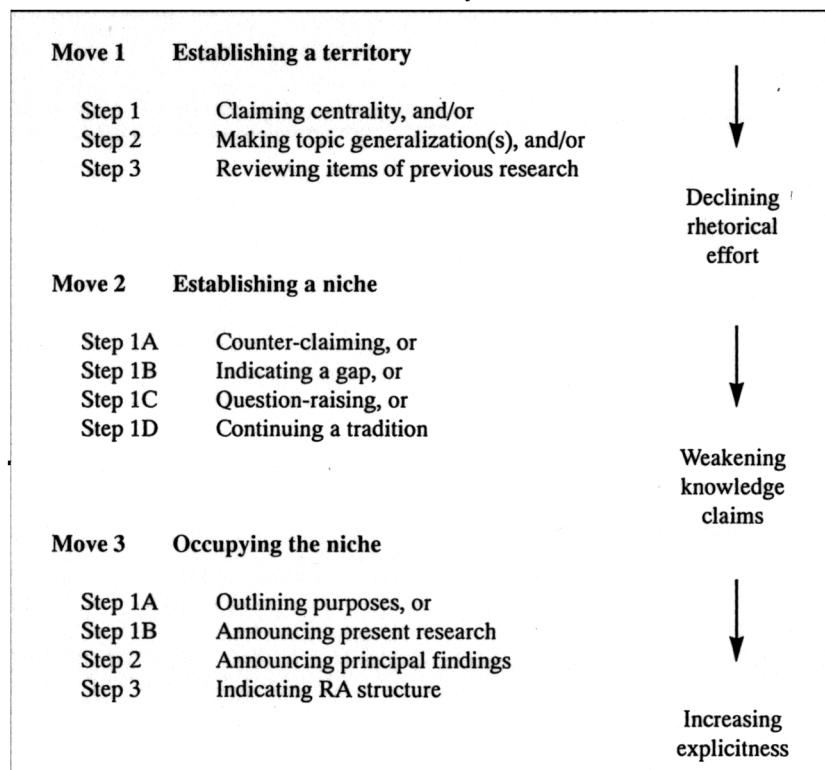 Move 1 Establishing a territory
Step 1 Claiming centrality, and/or
Step 2 Making topic generalization(s), and/or
Step 3 Reviewing items of previous research
Declining
rhetorical
effort
Move 2 Establishing a niche
Step 1A Counter-claiming, or
Step 1B Indicating a gap, or
Step 1C Question-raising, or
Step 1D Continuing a tradition
Weakening
knowledge
claims
Move 3 Occupying the niche
Step 1A Outlining purposes, or
Step 1B Announcing present research
Step 2 Announcing principal findings
Step 3 Indicating RA structure
Increasing
explicitness